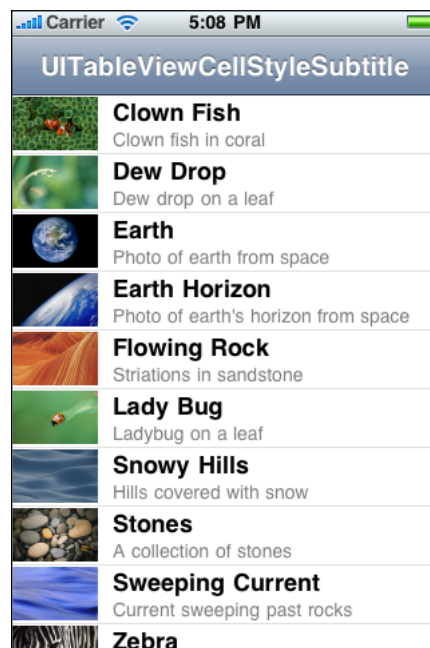 Carrier 5:08 PM
UITableViewCellStyleSubtitle
Clown Fish
Clown fish in coral
Dew Drop
Dew drop on a leaf
Earth
Photo of earth from space
Earth Horizon
Photo of earth's horizon from space
Flowing Rock
Striations in sandstone
Lady Bug
Ladybug on a leaf
Snowy Hills
Hills covered with snow
Stones
A collection of stones
Sweeping Current
Current sweeping past rocks
Zebra